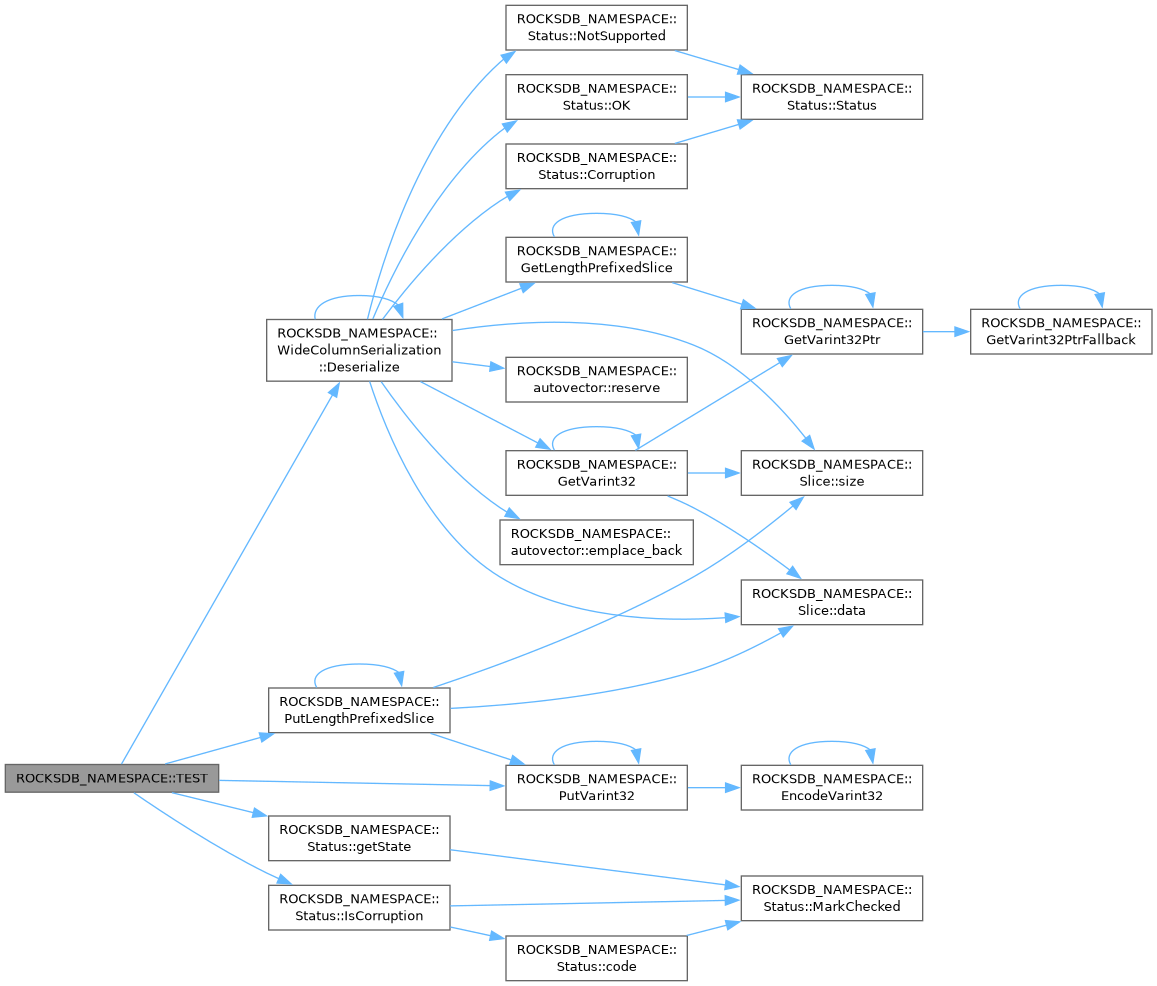 ROCKSDB_NAMESPACE::
Status::NotSupported
ROCKSDB_NAMESPACE::
Status::OK
ROCKSDB_NAMESPACE::
Status::Status
ROCKSDB_NAMESPACE::
Status::Corruption
ROCKSDB_NAMESPACE::
GetLengthPrefixedSlice
ROCKSDB_NAMESPACE::
WideColumnSerialization
::Deserialize
ROCKSDB_NAMESPACE::
GetVarint32Ptr
ROCKSDB_NAMESPACE::
GetVarint32PtrFallback
ROCKSDB_NAMESPACE::
autovector::reserve
ROCKSDB_NAMESPACE::
GetVarint32
ROCKSDB_NAMESPACE::
Slice::size
ROCKSDB_NAMESPACE::
autovector::emplace_back
ROCKSDB_NAMESPACE::
Slice::data
ROCKSDB_NAMESPACE::
PutLengthPrefixedSlice
ROCKSDB_NAMESPACE::TEST
ROCKSDB_NAMESPACE::
PutVarint32
ROCKSDB_NAMESPACE::
EncodeVarint32
ROCKSDB_NAMESPACE::
Status::getState
ROCKSDB_NAMESPACE::
Status::IsCorruption
ROCKSDB_NAMESPACE::
Status::MarkChecked
ROCKSDB_NAMESPACE::
Status::code